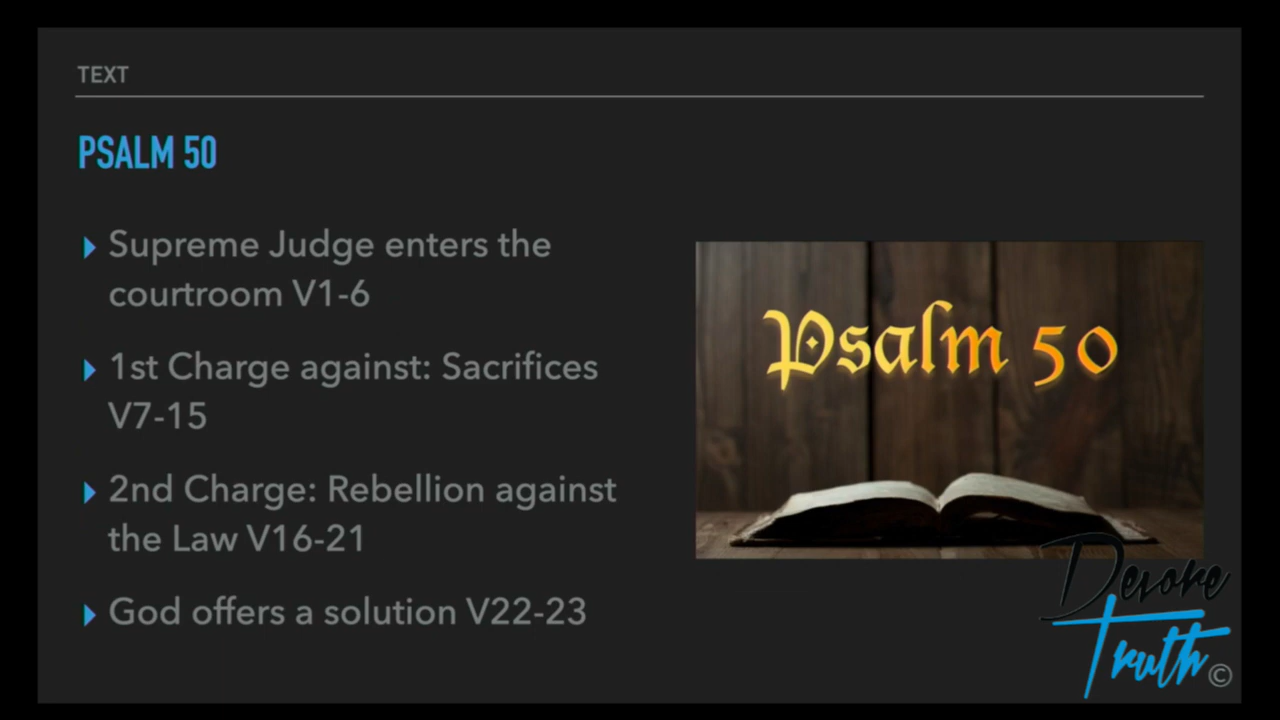 TEXT
PSALM 50
Supreme Judge enters the
courtroom V1-6
1st Charge against: Sacrifices
V7-15
2nd Charge: Rebellion against
the Law V16-21
God offers a solution V22-23
Psalm 50
Devore
Truth ©